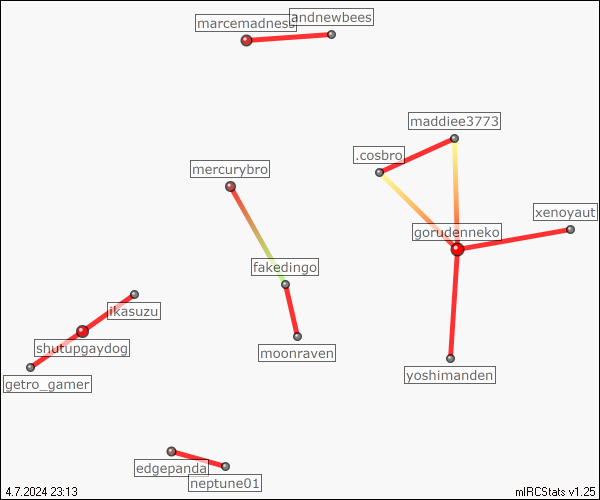 marcemadness
andnewbees
maddiee3773
.cosbro
mercurybro
xenoyaut
gorudenneko
fakedingo
ikasuzu
shutupgaydog
moonraven
yoshimanden
getro_gamer
edgepanda
neptune01
4.7.2024 23:13
mIRCStats v1.25